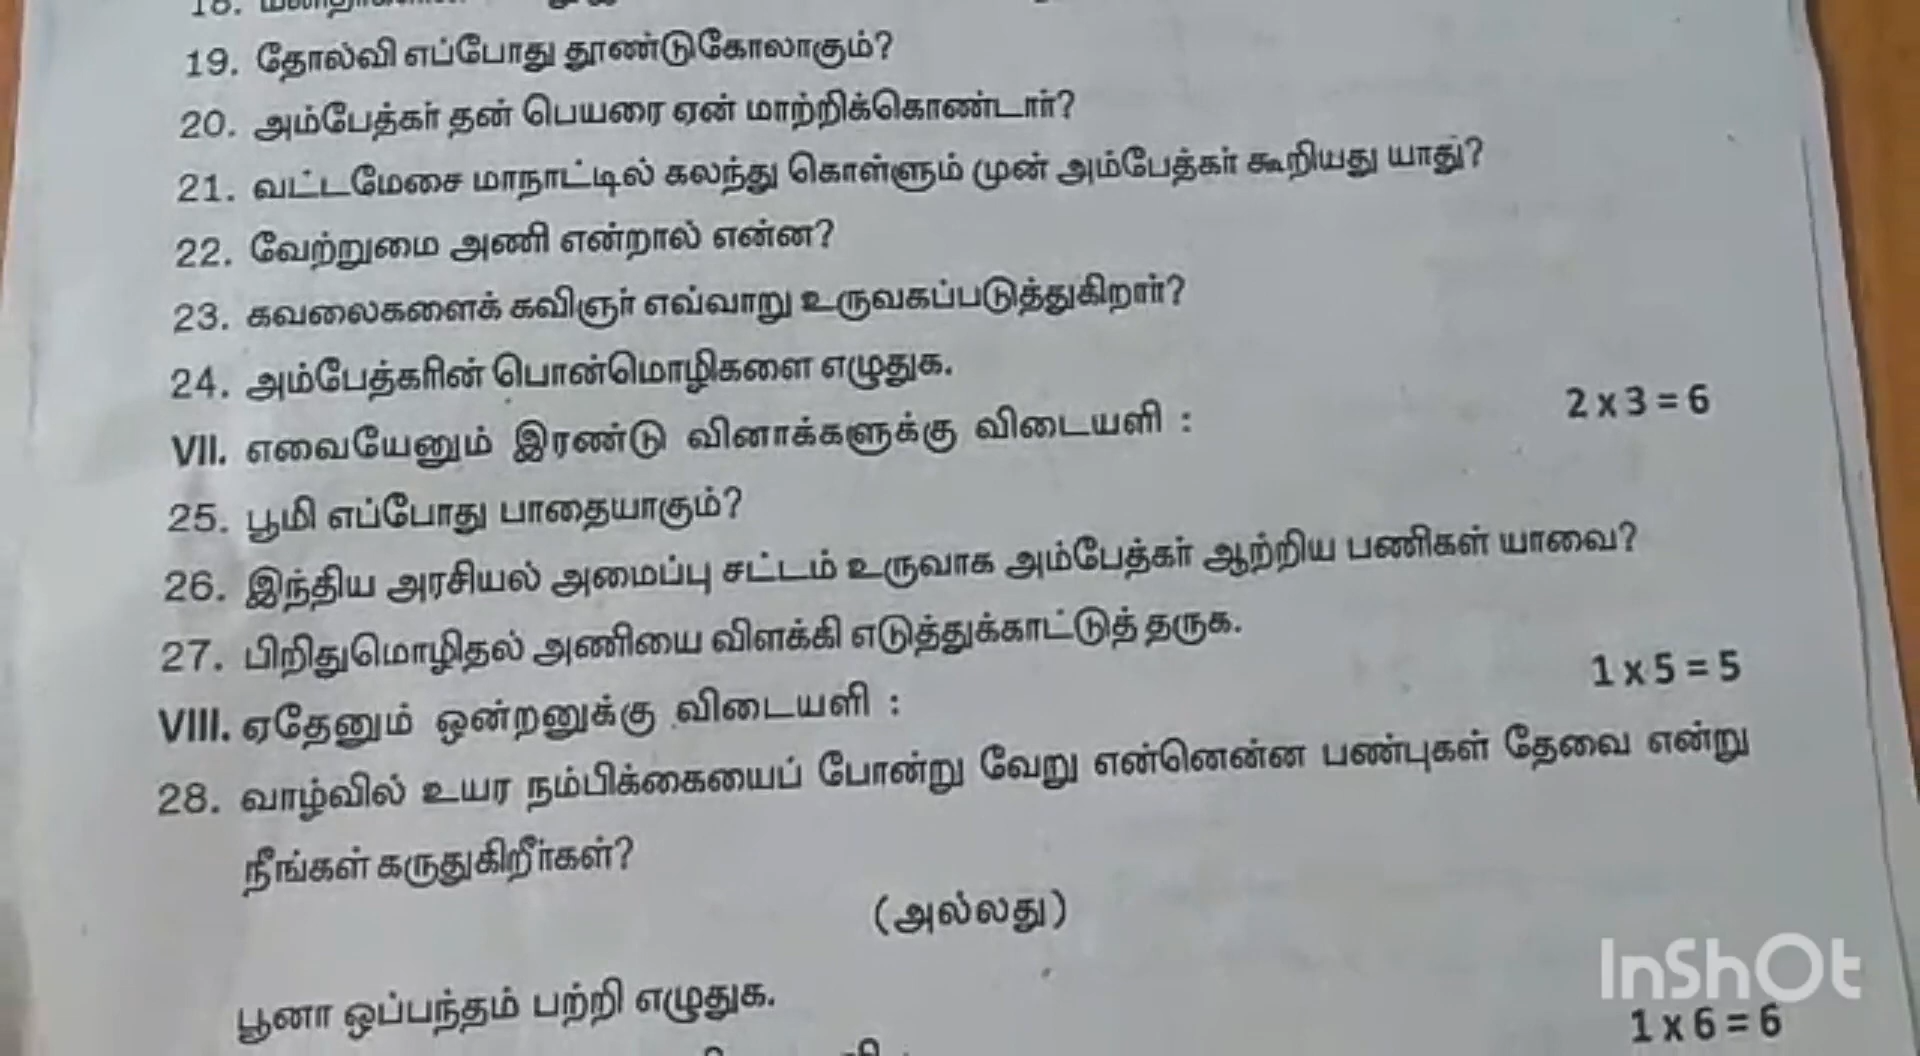 18.
19. தோல்வி எப்போது தூண்டுகோலாகும்?
20. அம்பேத்கர் தன் பெயரை ஏன் மாற்றிக்கொண்டார்?
21. வட்டமேசை மாநாட்டில் கலந்து கொள்ளும் முன் அம்பேத்கர் கூறியது யாது?
22. வேற்றுமை அணி என்றால் என்ன?
23. கவலைகளைக் கவிஞர் எவ்வாறு உருவகப்படுத்துகிறார்?
24. அம்பேத்கரின் பொன்மொழிகளை எழுதுக.
VII. எவையேனும் இரண்டு வினாக்களுக்கு விடையளி : 2 x 3 = 6
25. பூமி எப்போது பாதையாகும்?
26. இந்திய அரசியல் அமைப்பு சட்டம் உருவாக அம்பேத்கர் ஆற்றிய பணிகள் யாவை?
27. பிறிதுமொழிதல் அணியை விளக்கி எடுத்துக்காட்டுத் தருக.
VIII. ஏதேனும் ஒன்றனுக்கு விடையளி : 1 x 5 = 5
28. வாழ்வில் உயர நம்பிக்கையைப் போன்று வேறு என்னென்ன பண்புகள் தேவை என்று
நீங்கள் கருதுகிறீர்கள்?
(அல்லது)
பூனா ஒப்பந்தம் பற்றி எழுதுக.
InShOt
1 x 6 = 6